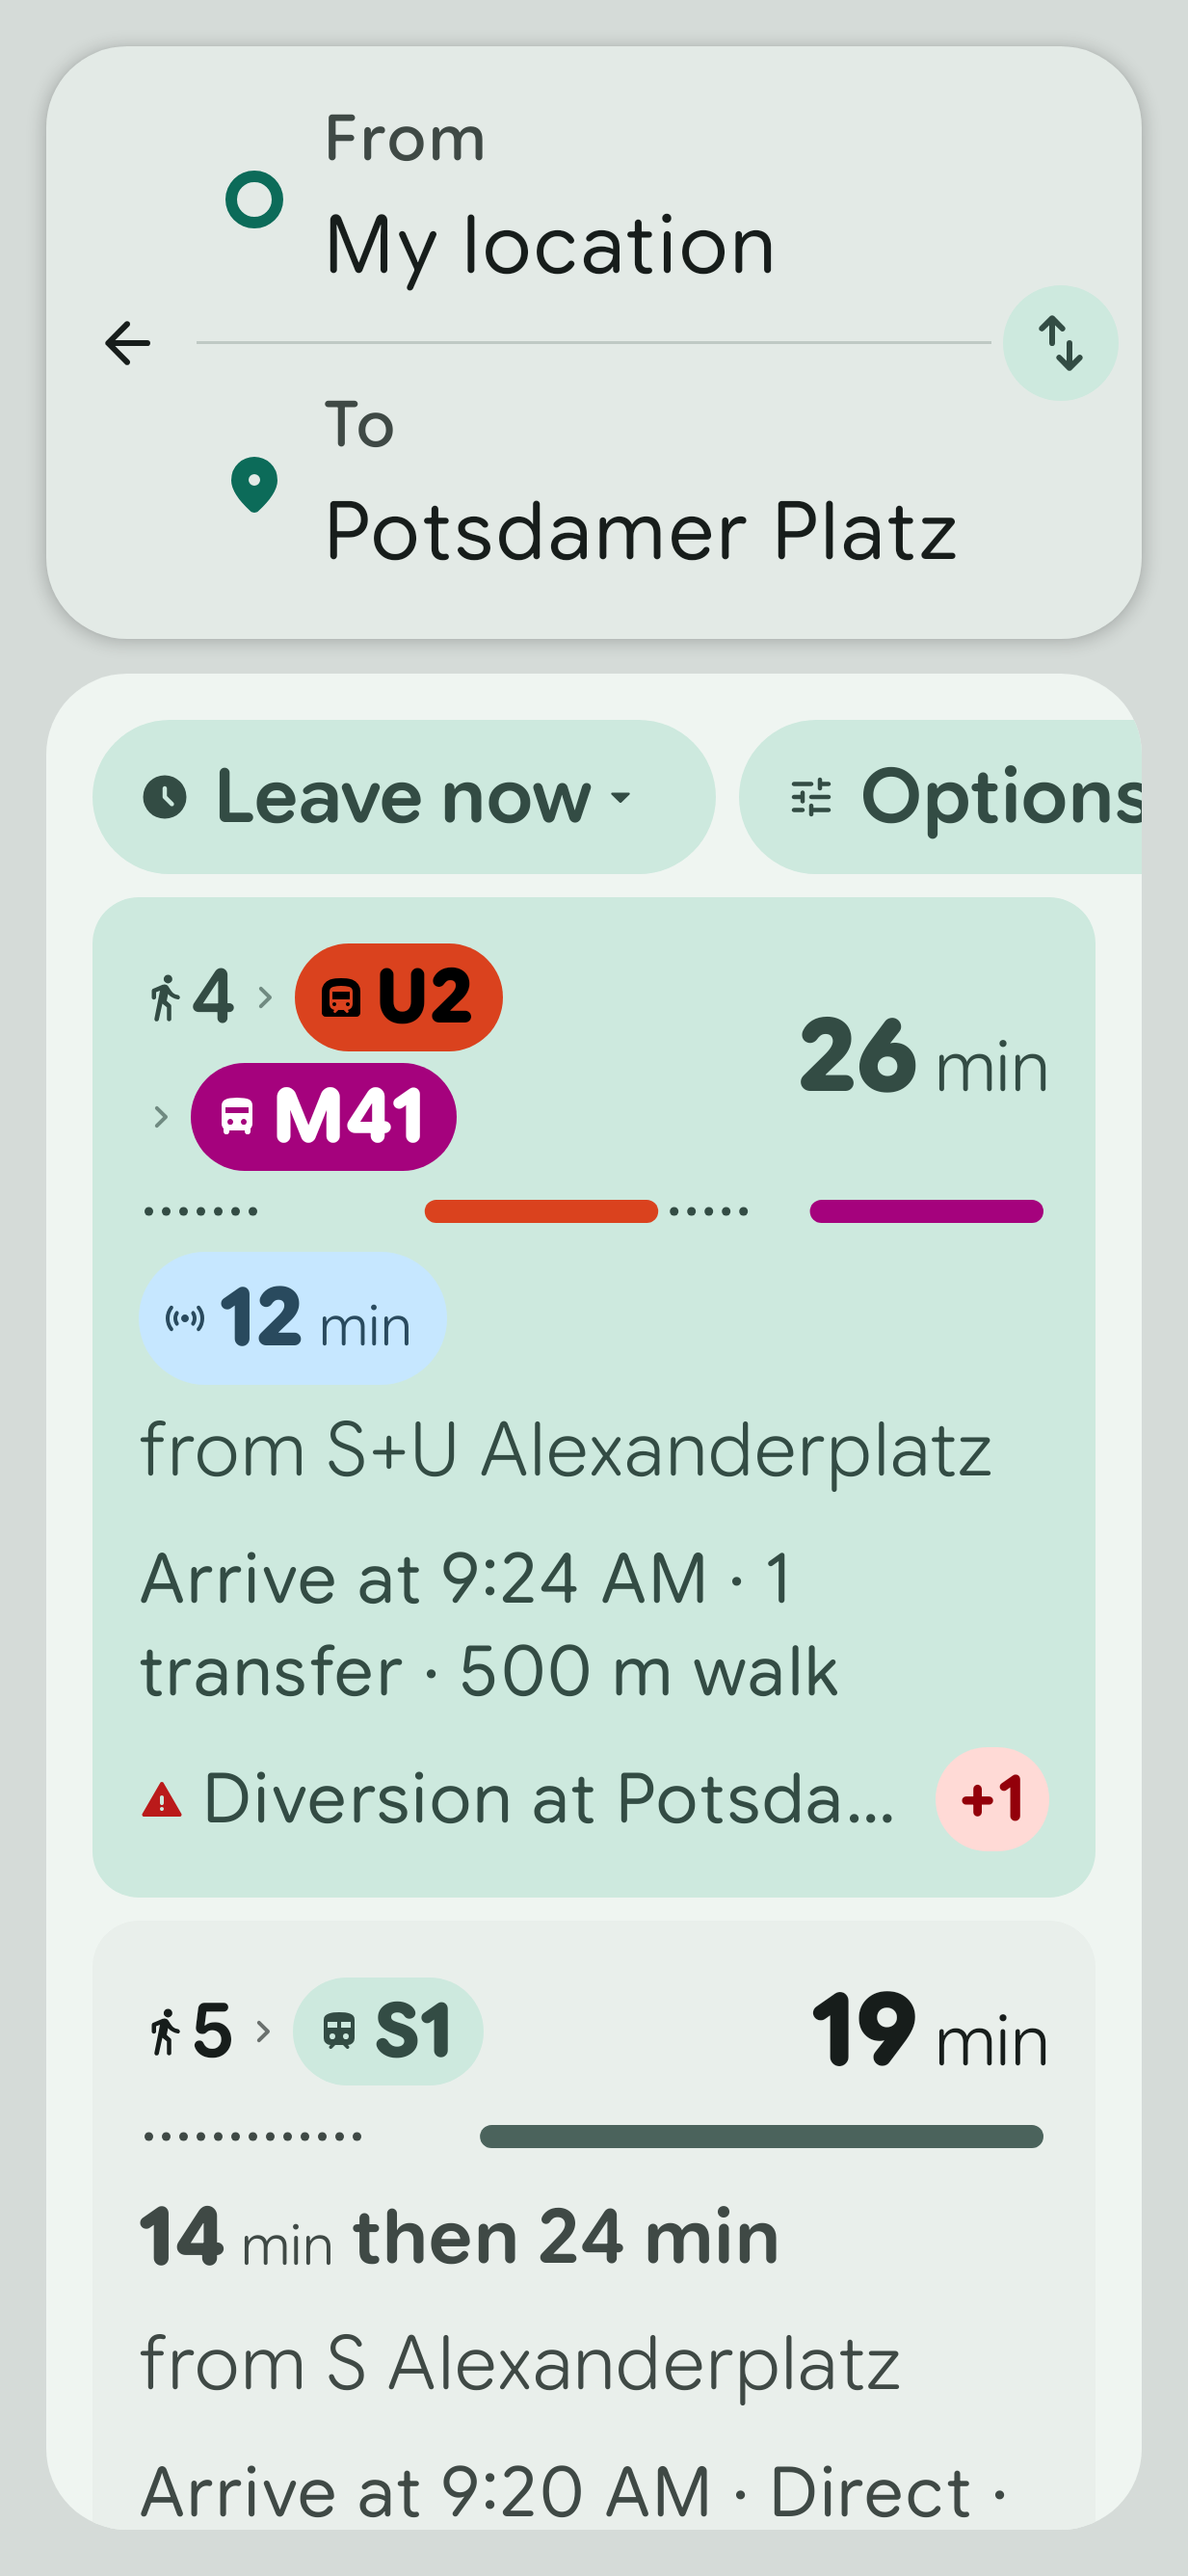 From
My location
To
Potsdamer Platz
Leave now
Options
4 > U2
> M41
26 min
12 min
from S+U Alexanderplatz
Arrive at 9:24 AM · 1
transfer · 500 m walk
Diversion at Potsda... +1
5 > S1
19 min
14 min then 24 min
from S Alexanderplatz
Arrive at 9:20 AM · Direct ·